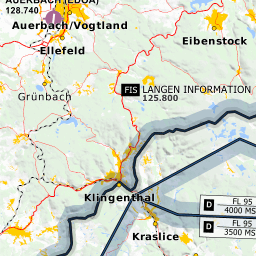 AUERBACH (EDOA)
128.740
Auerbach/Vogtland
Ellefeld
Eibenstock
Grünbach
FIS LANGEN INFORMATION
125.800
Klingenthal
D FL 95
4000 MS
D FL 95
3500 MS
Kraslice